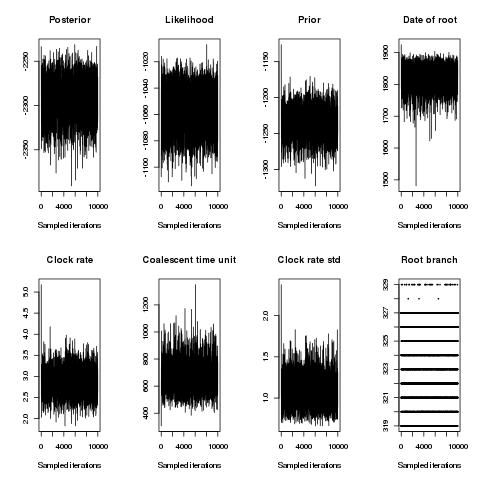 Posterior Likelihood Prior Date of root
-2250 -2300 -2350
-1020 -1040 -1060 -1080 -1100
-1150 -1200 -1250 -1300
1900 1800 1700 1600 1500
0 4000 10000 0 4000 10000 0 4000 10000 0 4000 10000
Sampled iterations Sampled iterations Sampled iterations Sampled iterations
Clock rate Coalescent time unit Clock rate std Root branch
5.0 4.5 4.0 3.5 3.0 2.5 2.0
1200 1000 800 600 400
2.0 1.5 1.0
329 327 325 323 321 319
0 4000 10000 0 4000 10000 0 4000 10000 0 4000 10000
Sampled iterations Sampled iterations Sampled iterations Sampled iterations